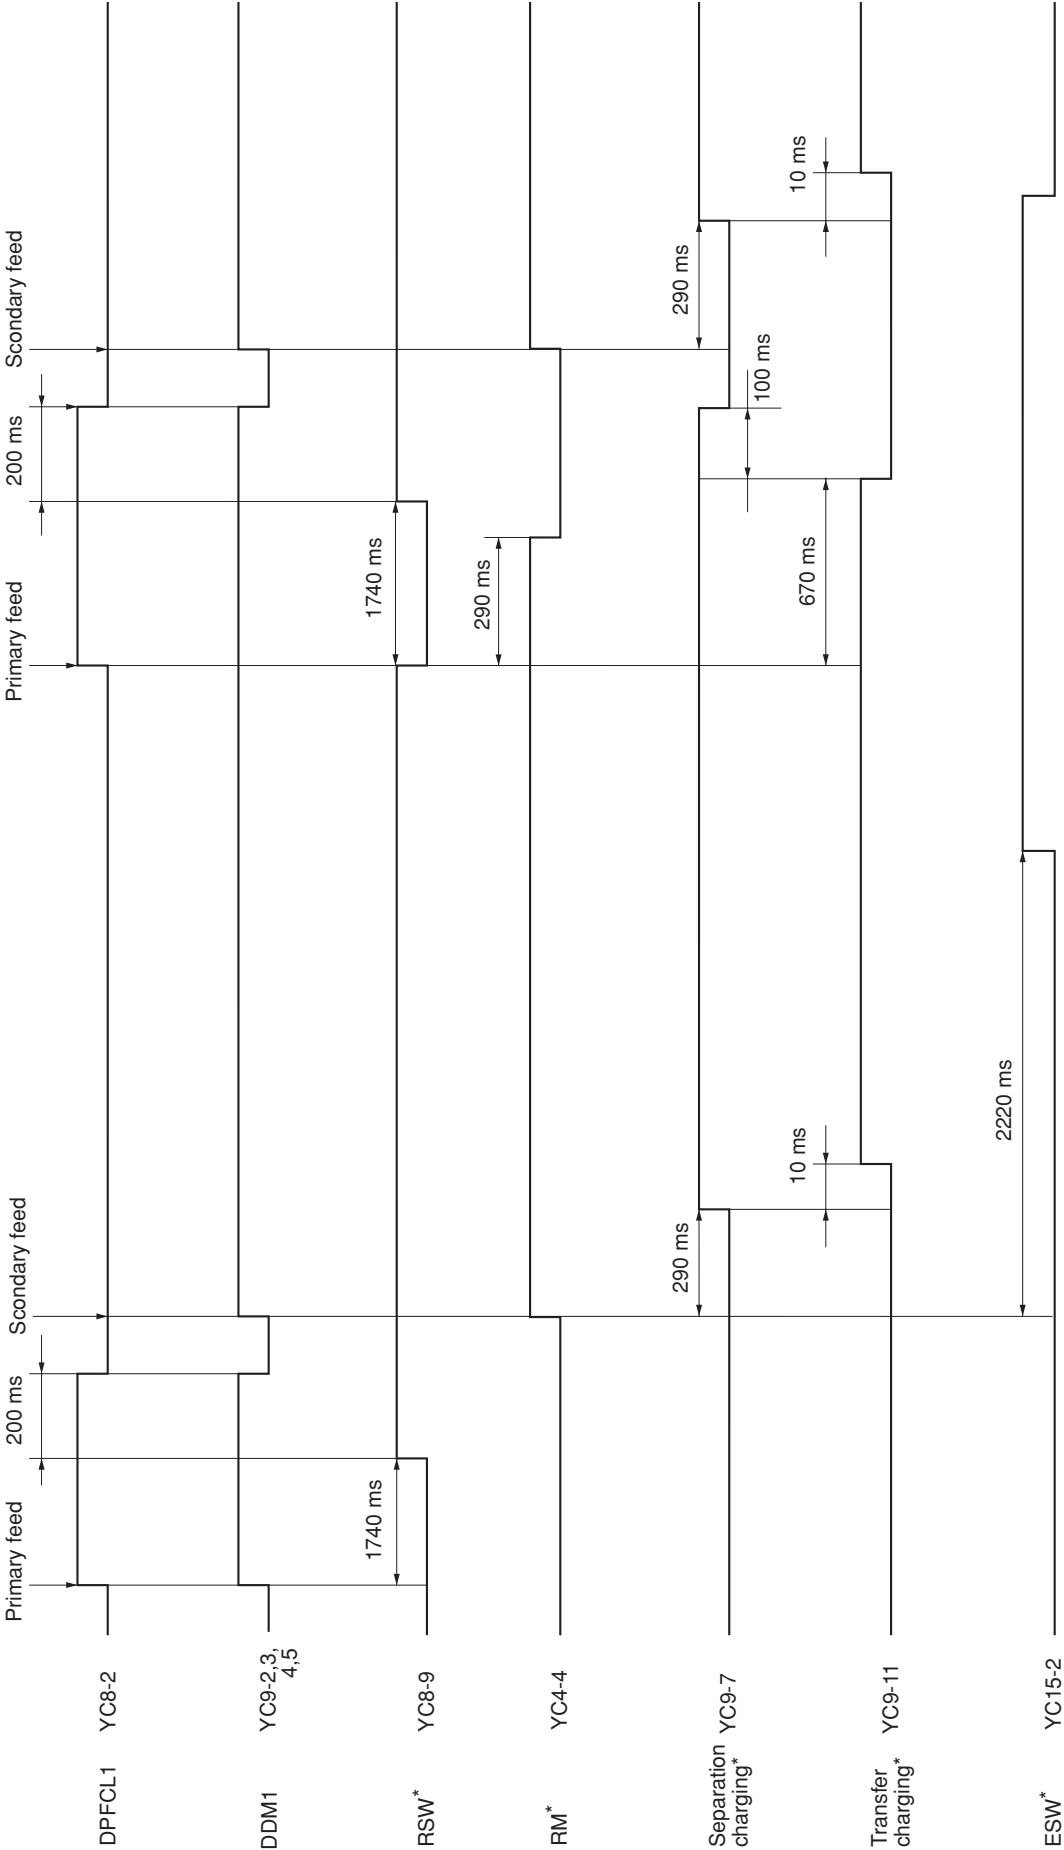 Primary feed
200 ms
Scondary feed
Primary feed
200 ms
Scondary feed
DPFCL1
YC8-2
DDM1
YC9-2,3,
4,5
RSW*
YC8-9
1740 ms
1740 ms
RM*
YC4-4
290 ms
Separation
charging*
YC9-7
290 ms
100 ms
290 ms
Transfer
charging*
YC9-11
10 ms
670 ms
10 ms
ESW*
YC15-2
2220 ms